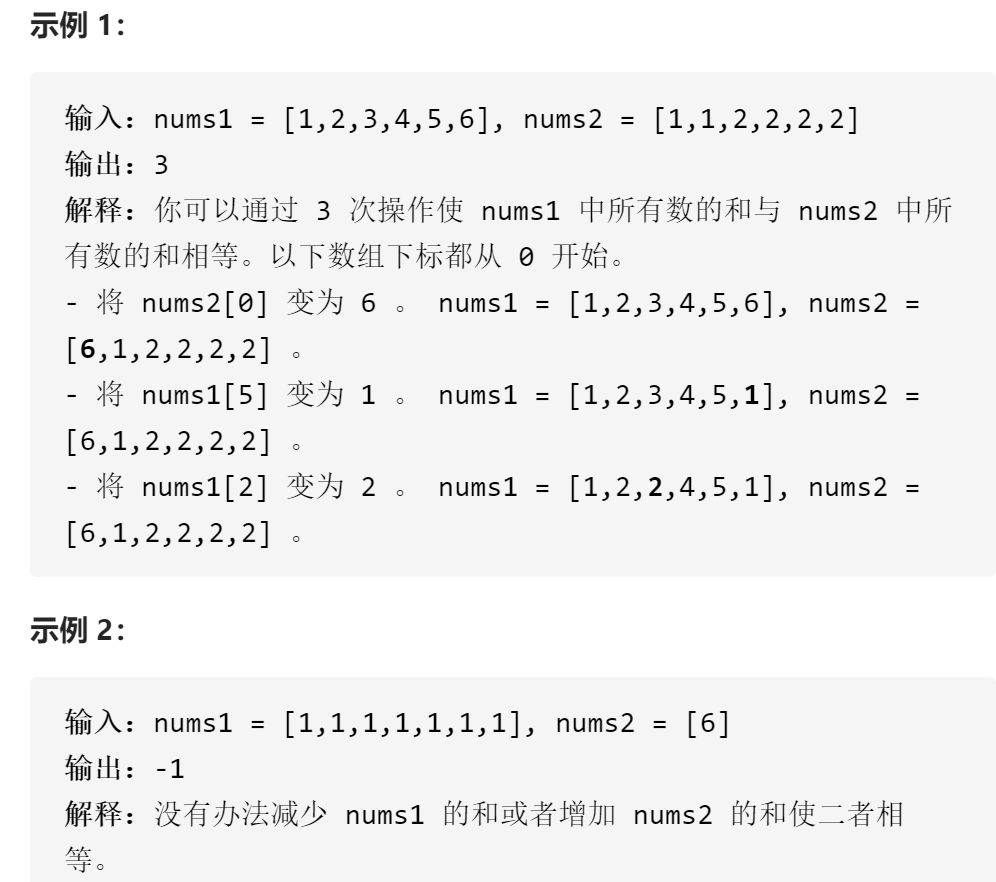 示例 1：
输入：nums1 = [1,2,3,4,5,6], nums2 = [1,1,2,2,2,2]
输出：3
解释：你可以通过 3 次操作使 nums1 中所有数的和与 nums2 中所
有数的和相等。以下数组下标都从 0 开始。
- 将 nums2[0] 变为 6 。 nums1 = [1,2,3,4,5,6], nums2 =
[6,1,2,2,2,2] 。
- 将 nums1[5] 变为 1 。 nums1 = [1,2,3,4,5,1], nums2 =
[6,1,2,2,2,2] 。
- 将 nums1[2] 变为 2 。 nums1 = [1,2,2,4,5,1], nums2 =
[6,1,2,2,2,2] 。
示例 2：
输入：nums1 = [1,1,1,1,1,1,1], nums2 = [6]
输出：-1
解释：没有办法减少 nums1 的和或者增加 nums2 的和使二者相
等。